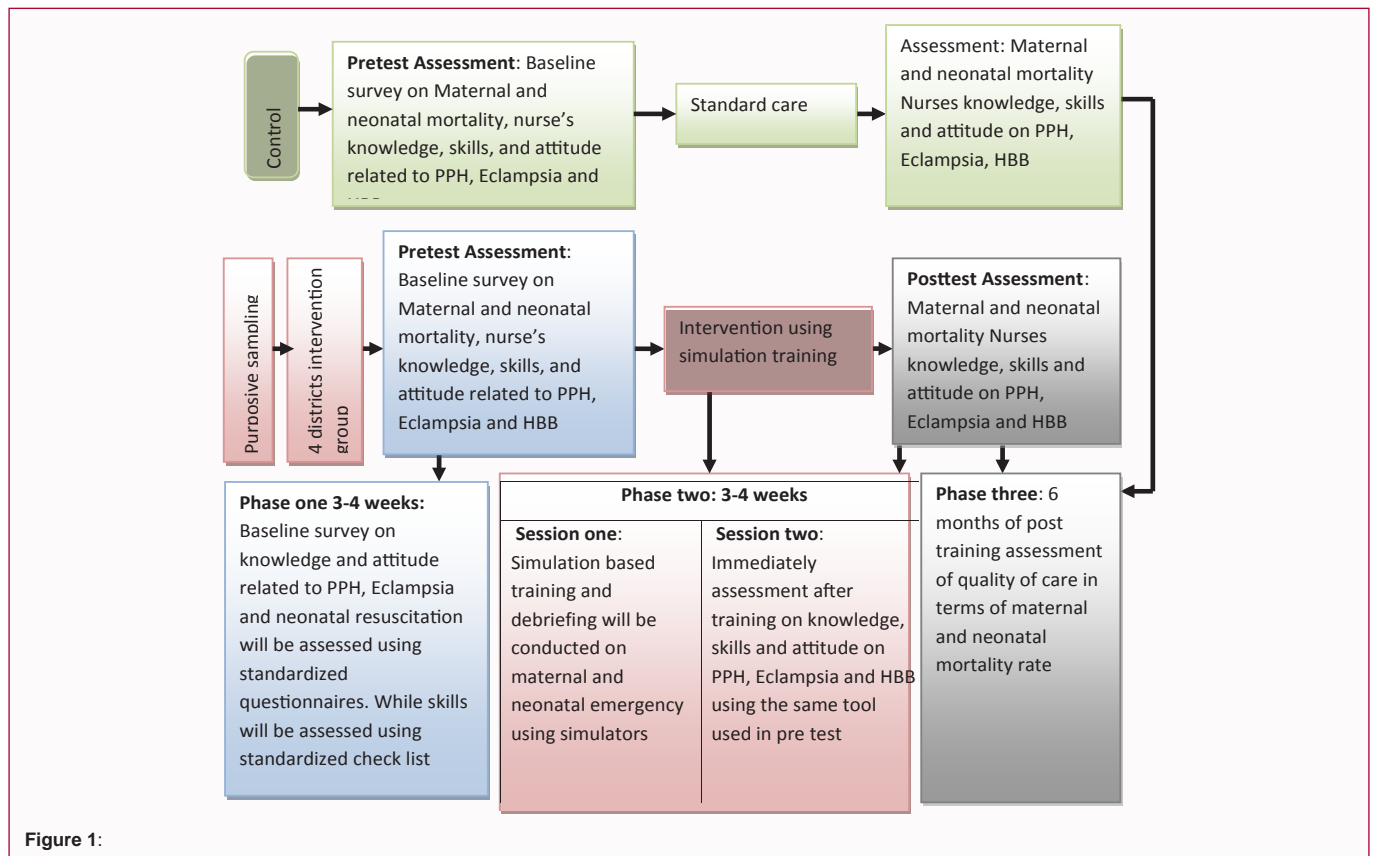 Control
Pretest Assessment: Baseline
survey on Maternal and
neonatal mortality, nurse's
knowledge, skills, and attitude
related to PPH, Eclampsia and
Standard care
Assessment: Maternal
and neonatal mortality
Nurses knowledge, skills
and attitude on PPH,
Eclampsia, HBB
Purposive sampling
4 districts intervention
group
Pretest Assessment:
Baseline survey on
Maternal and neonatal
mortality, nurse's
knowledge, skills, and
attitude related to PPH,
Eclampsia and HBB
Intervention using
simulation training
Posttest Assessment:
Maternal and neonatal
mortality Nurses
knowledge, skills and
attitude on PPH,
Eclampsia and HBB
Phase one 3-4 weeks:
Baseline survey on
knowledge and attitude
related to PPH, Eclampsia
and neonatal resuscitation
will be assessed using
standardized
questionnaires. While skills
will be assessed using
standardized check list
Phase two: 3-4 weeks
Session one:
Simulation based
training and
debriefing will be
conducted on
maternal and
neonatal emergency
using simulators
Session two:
Immediately
assessment after
training on knowledge,
skills and attitude on
PPH, Eclampsia and HBB
using the same tool
used in pre test
Phase three: 6
months of post
training assessment
of quality of care in
terms of maternal
and neonatal
mortality rate
Figure 1: